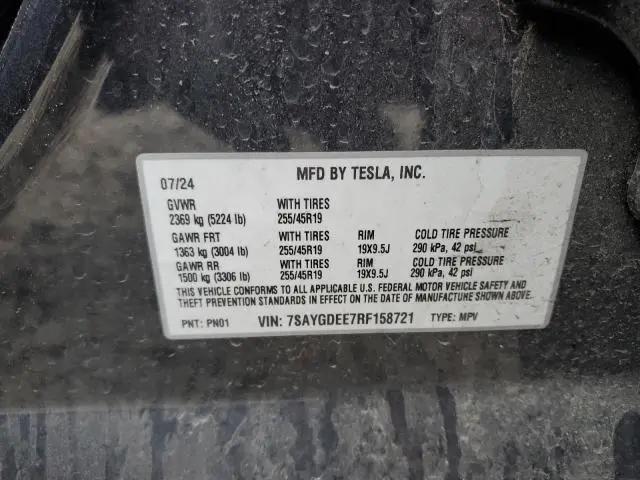 07/24 MFD BY TESLA, INC.
GVWR WITH TIRES
2369 kg (5224 lb) 255/45R19
GAWR FRT WITH TIRES RIM COLD TIRE PRESSURE
1363 kg (3004 lb) 255/45R19 19X9.5J 290 kPa, 42 psi
GAWR RR WITH TIRES RIM COLD TIRE PRESSURE
1500 kg (3306 lb) 255/45R19 19X9.5J 290 kPa, 42 psi
THIS VEHICLE CONFORMS TO ALL APPLICABLE U.S. FEDERAL MOTOR VEHICLE SAFETY AND
THEFT PREVENTION STANDARDS IN EFFECT ON THE DATE OF MANUFACTURE SHOWN ABOVE.
PNT: PN01 VIN: 7SAYGDEE7RF158721 TYPE: MPV